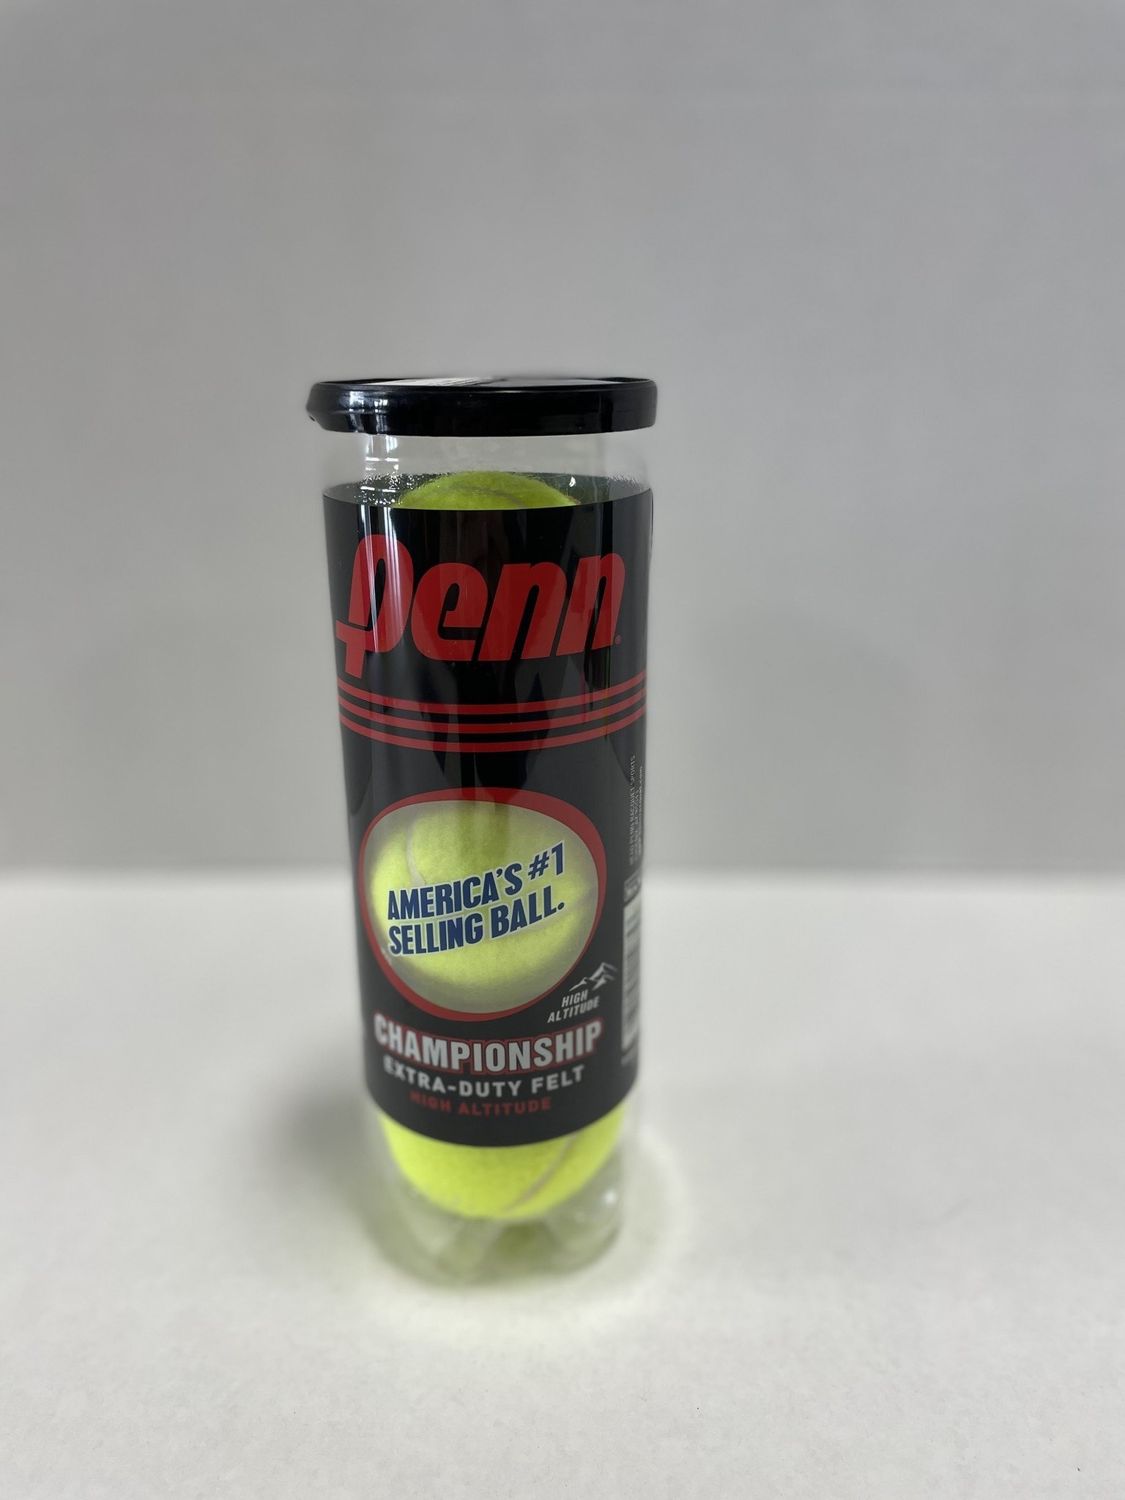 Penn
AMERICA'S #1
SELLING BALL.
HIGH
ALTITUDE
CHAMPIONSHIP
EXTRA-DUTY FELT
HIGH ALTITUDE